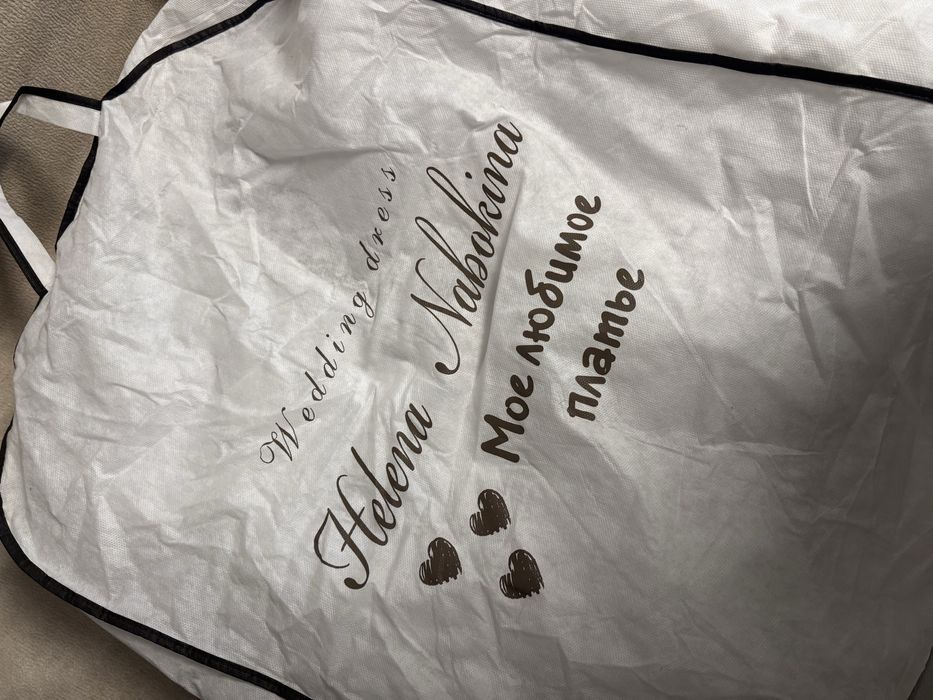 Wedding dress
Helena Nabokina
Мое любимое
платье